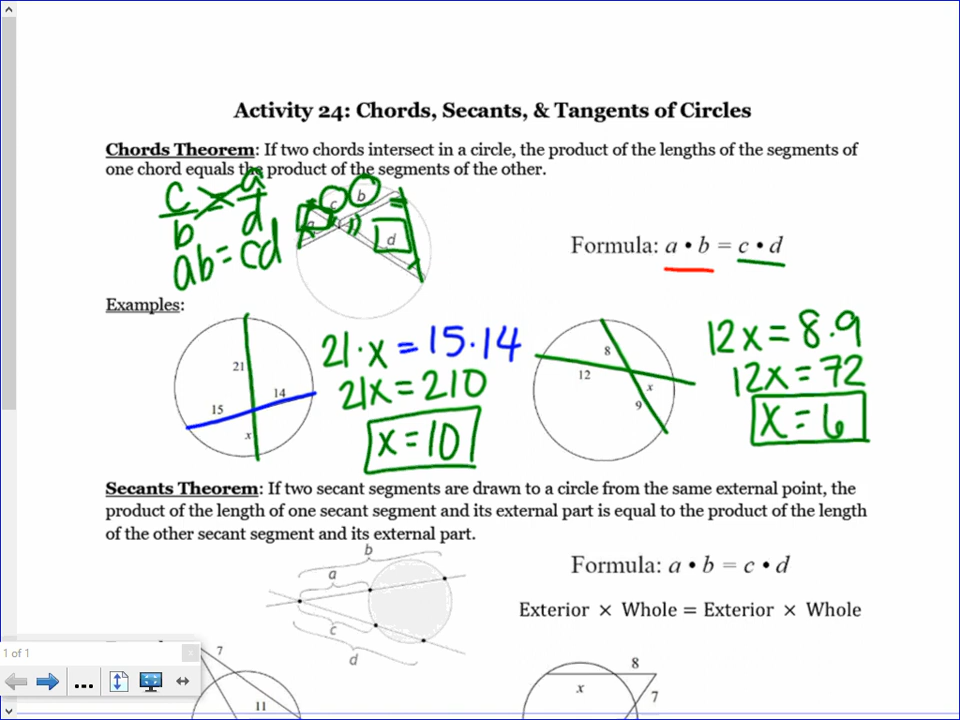 Activity 24: Chords, Secants, & Tangents of Circles
Chords Theorem: If two chords intersect in a circle, the product of the lengths of the segments of
one chord equals the product of the segments of the other.
c/b a/d
ab=cd
c
b
a
d
Formula: a • b = c • d
Examples:
21
14
15
x
21·x = 15·14
21x = 210
x = 10
8
12
x
9
12x = 8·9
12x = 72
x = 6
Secants Theorem: If two secant segments are drawn to a circle from the same external point, the
product of the length of one secant segment and its external part is equal to the product of the length
of the other secant segment and its external part.
b
a
c
d
Formula: a • b = c • d
Exterior × Whole = Exterior × Whole
1 of 1
x
7
11
8
x
7